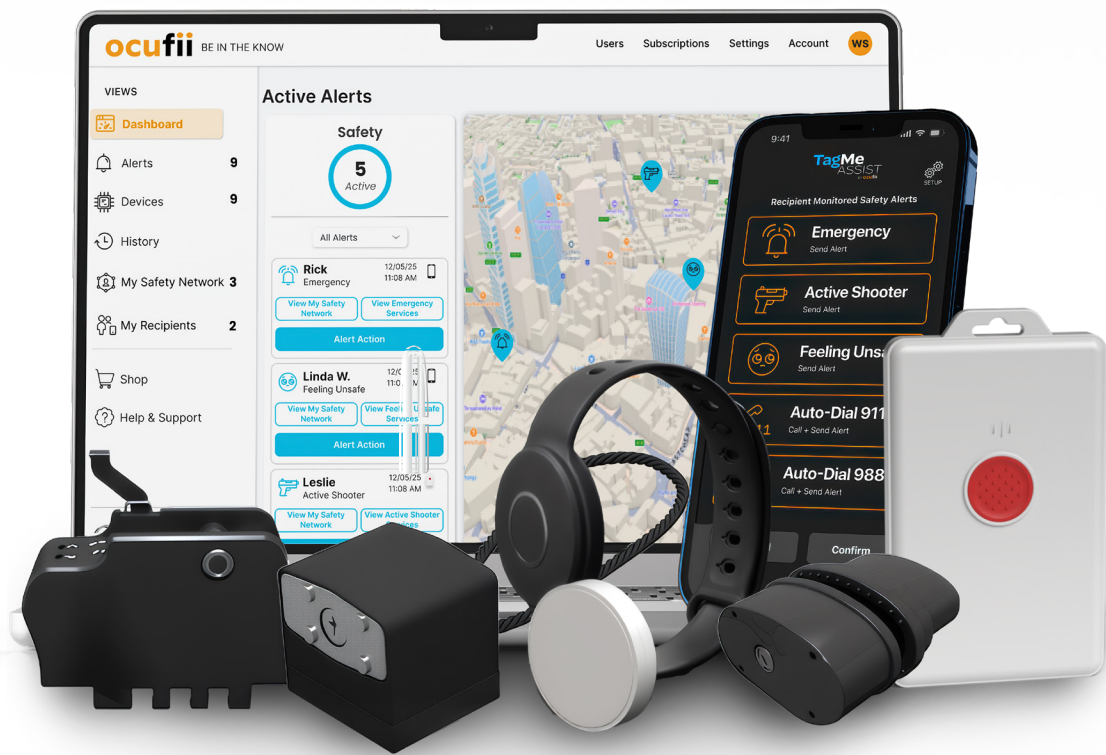 ocufii BE IN THE KNOW
Users Subscriptions Settings Account WS
VIEWS
Dashboard
Alerts 9
Devices 9
History
My Safety Network 3
My Recipients 2
Shop
Help & Support
Active Alerts
Safety
5
Active
All Alerts
Rick 12/05/25
Emergency 11:08 AM
View My Safety Network
View Emergency Services
Alert Action
Linda W.
Feeling Unsafe
View My Safety Network
Alert Action
Leslie 12/05/25
Active Shooter 11:08 AM
View My Safety Network
View Active Shooter
9:41
TagMe
ASSIST
BY ocufii
SETUP
Recipient Monitored Safety Alerts
Emergency
Send Alert
Active Shooter
Send Alert
Feeling Unsa
Send Alert
Auto-Dial 911
Call + Send Alert
Auto-Dial 988
Call + Send Alert
Confirm